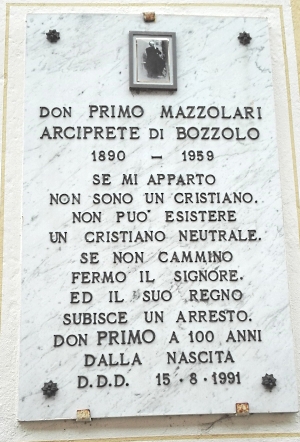 DON PRIMO MAZZOLARI
ARCIPRETE DI BOZZOLO
1890 – 1959
SE MI APPARTO
NON SONO UN CRISTIANO.
NON PUO' ESISTERE
UN CRISTIANO NEUTRALE.
SE NON CAMMINO
FERMO IL SIGNORE.
ED IL SUO REGNO
SUBISCE UN ARRESTO.
DON PRIMO A 100 ANNI
DALLA NASCITA
D.D.D. 15·8·1991